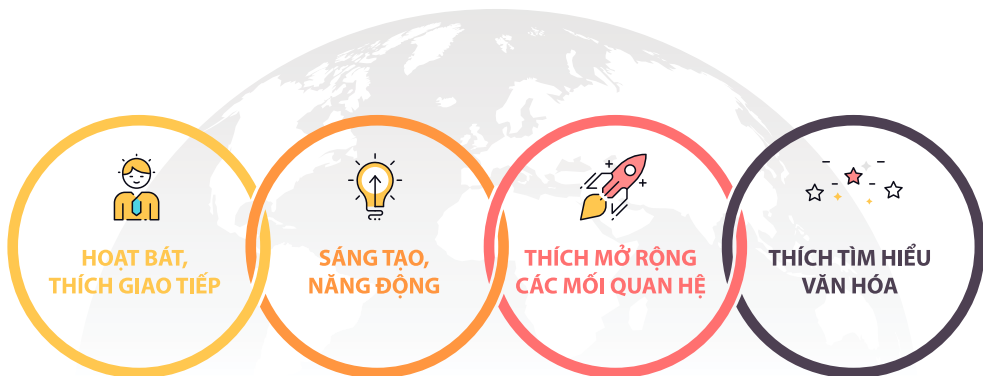 HOẠT BÁT,
THÍCH GIAO TIẾP
SÁNG TẠO,
NĂNG ĐỘNG
THÍCH MỞ RỘNG
CÁC MỐI QUAN HỆ
THÍCH TÌM HIỂU
VĂN HÓA